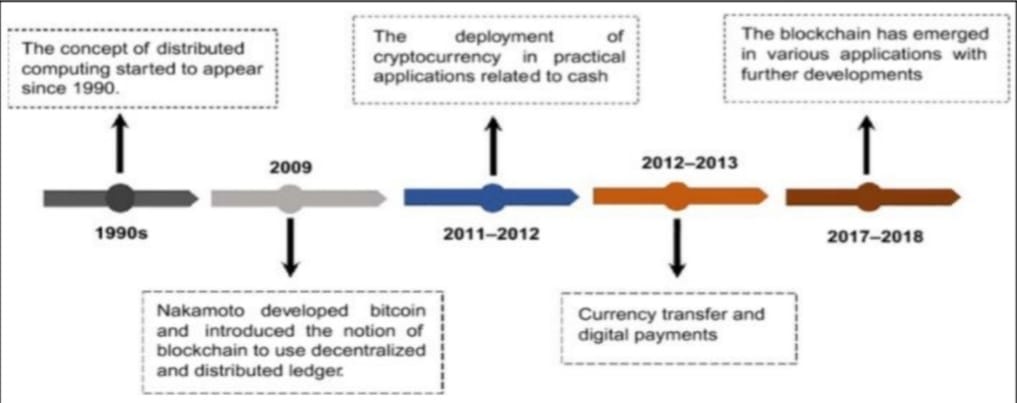 The concept of distributed
computing started to appear
since 1990.
The deployment of
cryptocurrency in practical
applications related to cash
The blockchain has emerged
in various applications with
further developments
2009
2012–2013
1990s
2011–2012
2017–2018
Nakamoto developed bitcoin
and introduced the notion of
blockchain to use decentralized
and distributed ledger.
Currency transfer and
digital payments